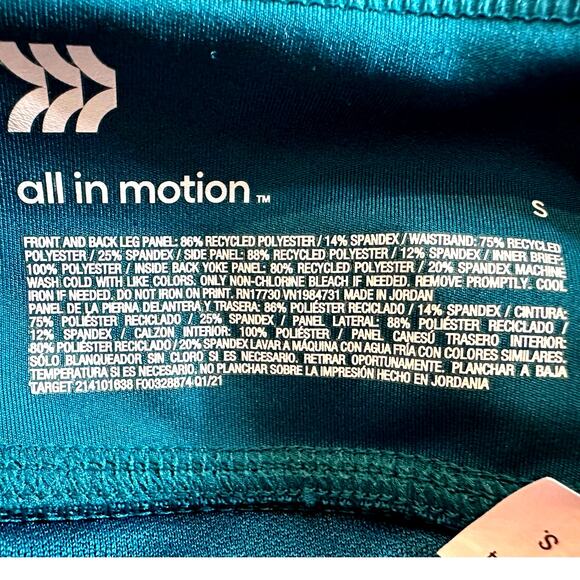 all in motion™
S
FRONT AND BACK LEG PANEL: 86% RECYCLED POLYESTER / 14% SPANDEX / WAISTBAND: 75% RECYCLED
POLYESTER / 25% SPANDEX / SIDE PANEL: 88% RECYCLED POLYESTER / 12% SPANDEX / INNER BRIEF:
100% POLYESTER / INSIDE BACK YOKE PANEL: 80% RECYCLED POLYESTER / 20% SPANDEX MACHINE
WASH COLD WITH LIKE COLORS. ONLY NON-CHLORINE BLEACH IF NEEDED. REMOVE PROMPTLY. COOL
IRON IF NEEDED. DO NOT IRON ON PRINT. RN17730 VN1984731 MADE IN JORDAN
PANEL DE LA PIERNA DELANTERA Y TRASERA: 86% POLIÉSTER RECICLADO / 14% SPANDEX / CINTURA:
75% POLIÉSTER RECICLADO / 25% SPANDEX / PANEL LATERAL: 88% POLIÉSTER RECICLADO /
12% SPANDEX / CALZON INTERIOR: 100% POLIÉSTER / PANEL CANESÚ TRASERO INTERIOR:
80% POLIÉSTER RECICLADO / 20% SPANDEX LAVAR A MÁQUINA CON AGUA FRÍA CON COLORES SIMILARES.
SOLO BLANQUEADOR SIN CLORO SI ES NECESARIO. RETIRAR OPORTUNAMENTE. PLANCHAR A BAJA
TEMPERATURA SI ES NECESARIO. NO PLANCHAR SOBRE LA IMPRESIÓN HECHO EN JORDANIA
TARGET 214101638 F00328874 01/21